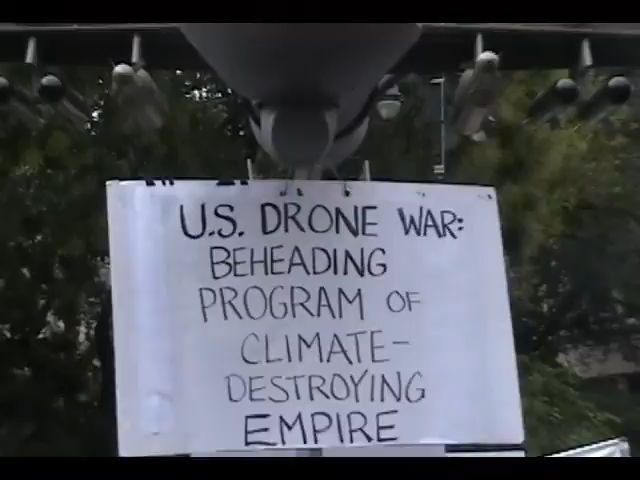 U.S. DRONE WAR:
BEHEADING
PROGRAM OF
CLIMATE-
DESTROYING
EMPIRE